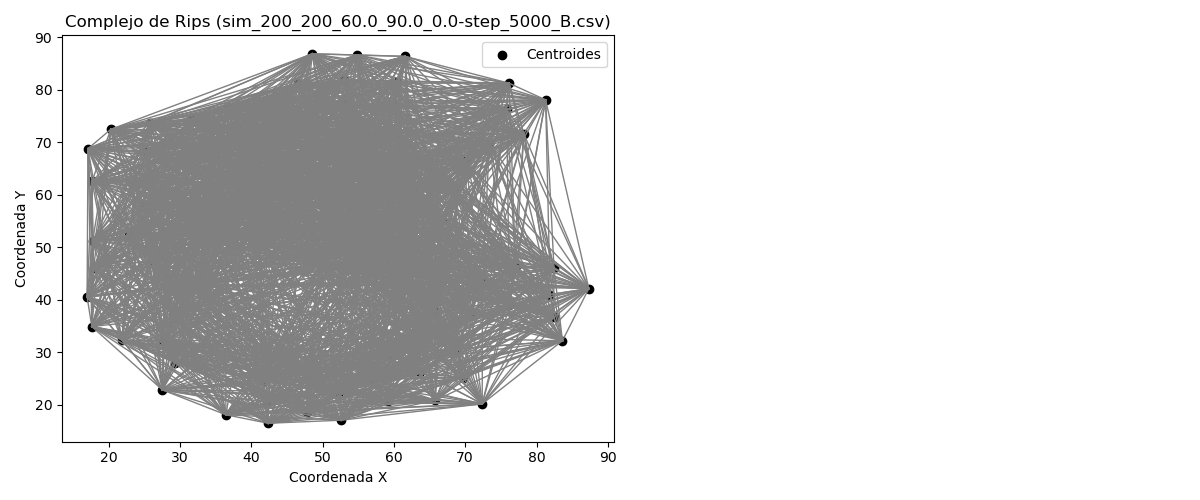 Complejo de Rips (sim_200_200_60.0_90.0_0.0-step_5000_B.csv)
Centroides
90
80
70
60
50
40
30
20
Coordenada Y
20 30 40 50 60 70 80 90
Coordenada X